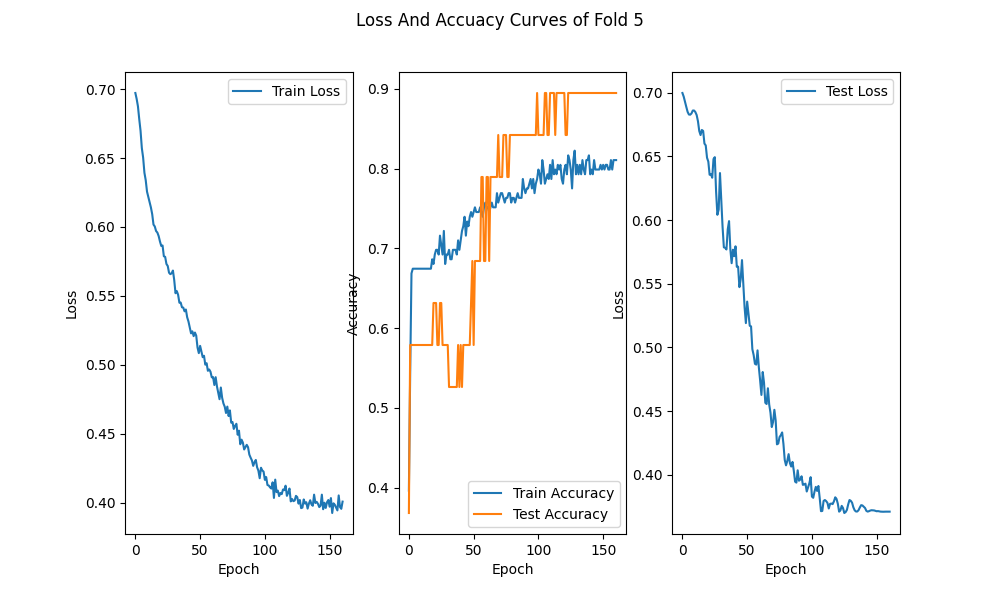 Loss And Accuacy Curves of Fold 5
Train Loss
0.70
0.65
0.60
0.55
0.50
0.45
0.40
Loss
0
50
100
150
Epoch
0.9
0.8
0.7
0.6
0.5
0.4
Accuracy
Train Accuracy
Test Accuracy
0
50
100
150
Epoch
Test Loss
0.70
0.65
0.60
0.55
0.50
0.45
0.40
Loss
0
50
100
150
Epoch